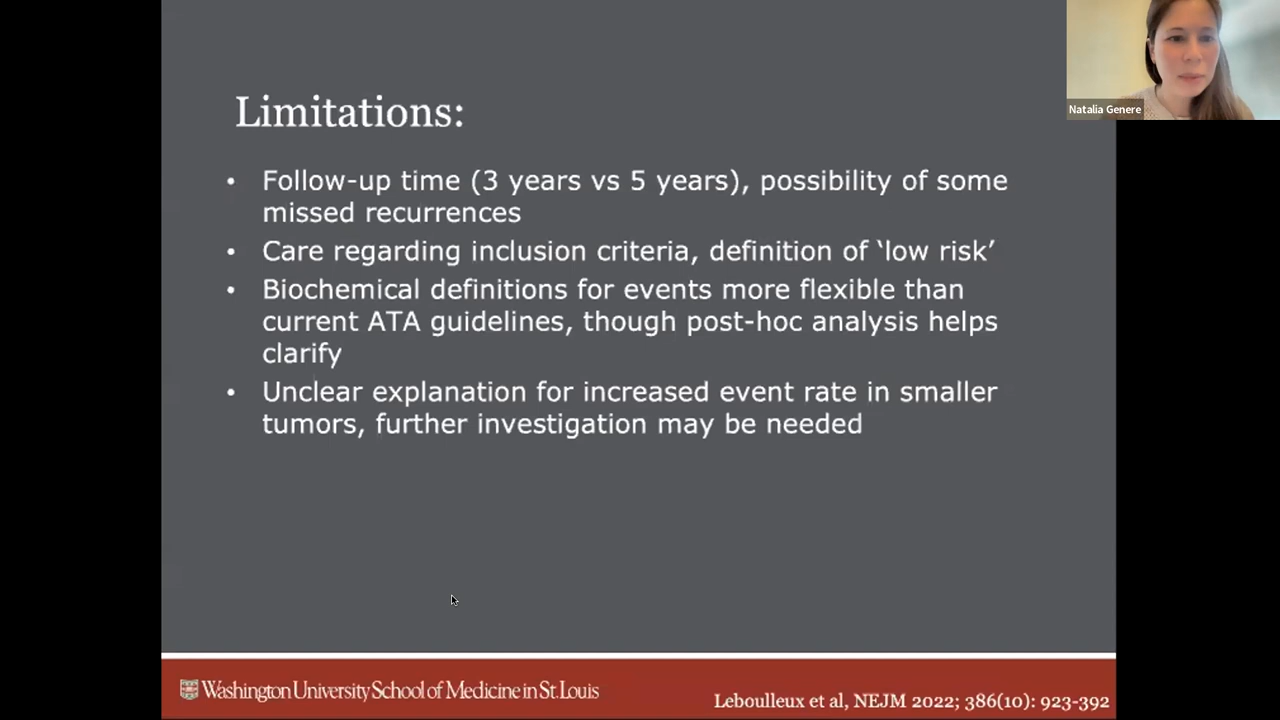 Natalia Genere
Limitations:
• Follow-up time (3 years vs 5 years), possibility of some
missed recurrences
• Care regarding inclusion criteria, definition of ‘low risk’
• Biochemical definitions for events more flexible than
current ATA guidelines, though post-hoc analysis helps
clarify
• Unclear explanation for increased event rate in smaller
tumors, further investigation may be needed
Washington University School of Medicine in St. Louis
Leboulleux et al, NEJM 2022; 386(10): 923-392